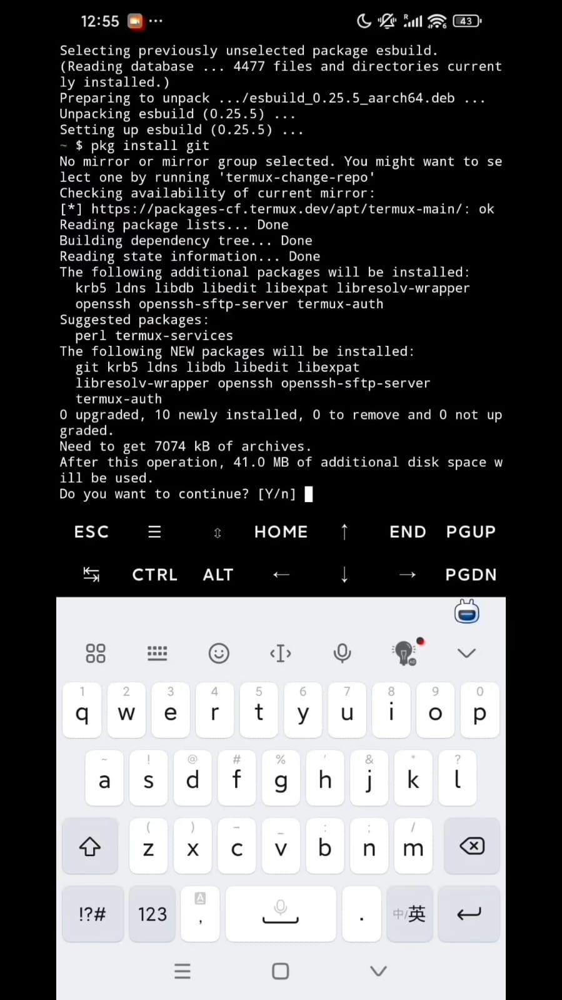 12:55 ... R 6 43
Selecting previously unselected package esbuild.
(Reading database ... 4477 files and directories current
ly installed.)
Preparing to unpack .../esbuild_0.25.5_aarch64.deb ...
Unpacking esbuild (0.25.5) ...
Setting up esbuild (0.25.5) ...
~ $ pkg install git
No mirror or mirror group selected. You might want to se
lect one by running 'termux-change-repo'
Checking availability of current mirror:
[*] https://packages-cf.termux.dev/apt/termux-main/: ok
Reading package lists... Done
Building dependency tree... Done
Reading state information... Done
The following additional packages will be installed:
krb5 ldns libdb libedit libexpat libresolv-wrapper
openssh openssh-sftp-server termux-auth
Suggested packages:
perl termux-services
The following NEW packages will be installed:
git krb5 ldns libdb libedit libexpat
libresolv-wrapper openssh openssh-sftp-server
termux-auth
0 upgraded, 10 newly installed, 0 to remove and 0 not up
graded.
Need to get 7074 kB of archives.
After this operation, 41.0 MB of additional disk space w
ill be used.
Do you want to continue? [Y/n]
ESC ☰ ⇳ HOME ↑ END PGUP
↹ CTRL ALT ← ↓ → PGDN
AD
1 2 3 4 5 6 7 8 9 0
q w e r t y u i o p
~ ! @ # % ' & * ?
a s d f g h j k l
( ) - _ : ; /
z x c v b n m
A
!?# 123 , . 中/英